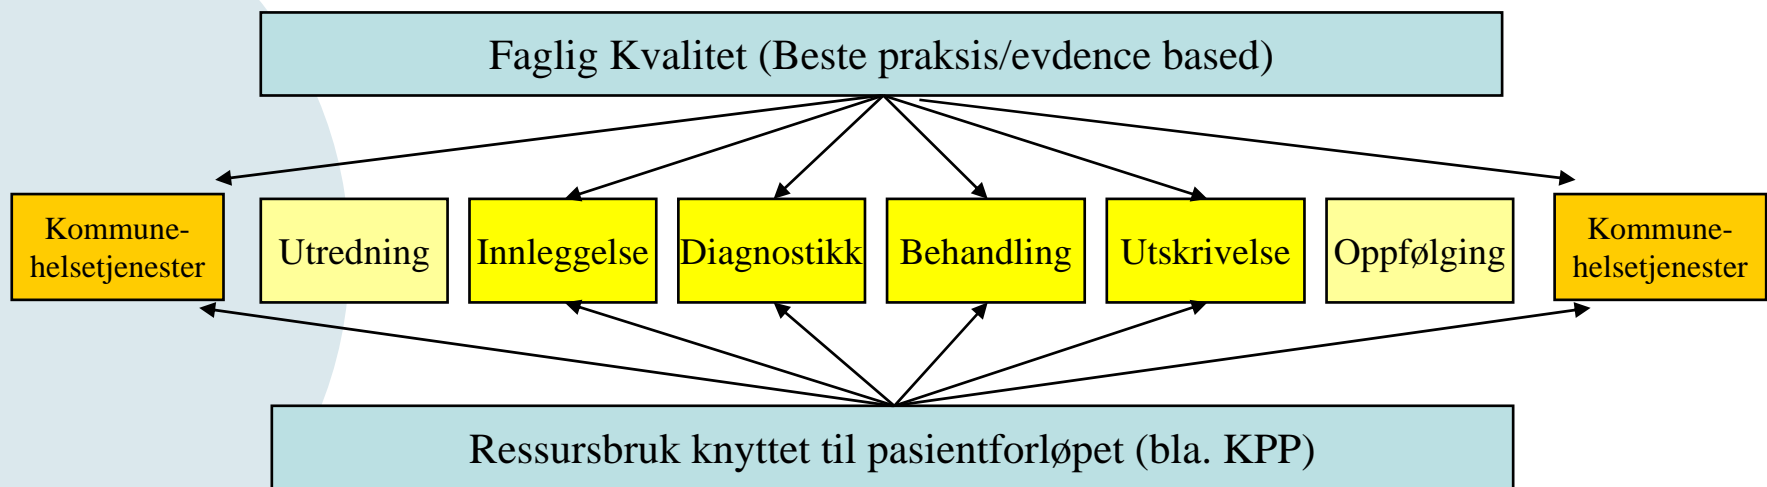 Faglig Kvalitet (Beste praksis/evdence based)
Kommune-
helsetjenester
Utredning
Innleggelse
Diagnostikk
Behandling
Utskrivelse
Oppfølging
Kommune-
helsetjenester
Ressursbruk knyttet til pasientforløpet (bla. KPP)